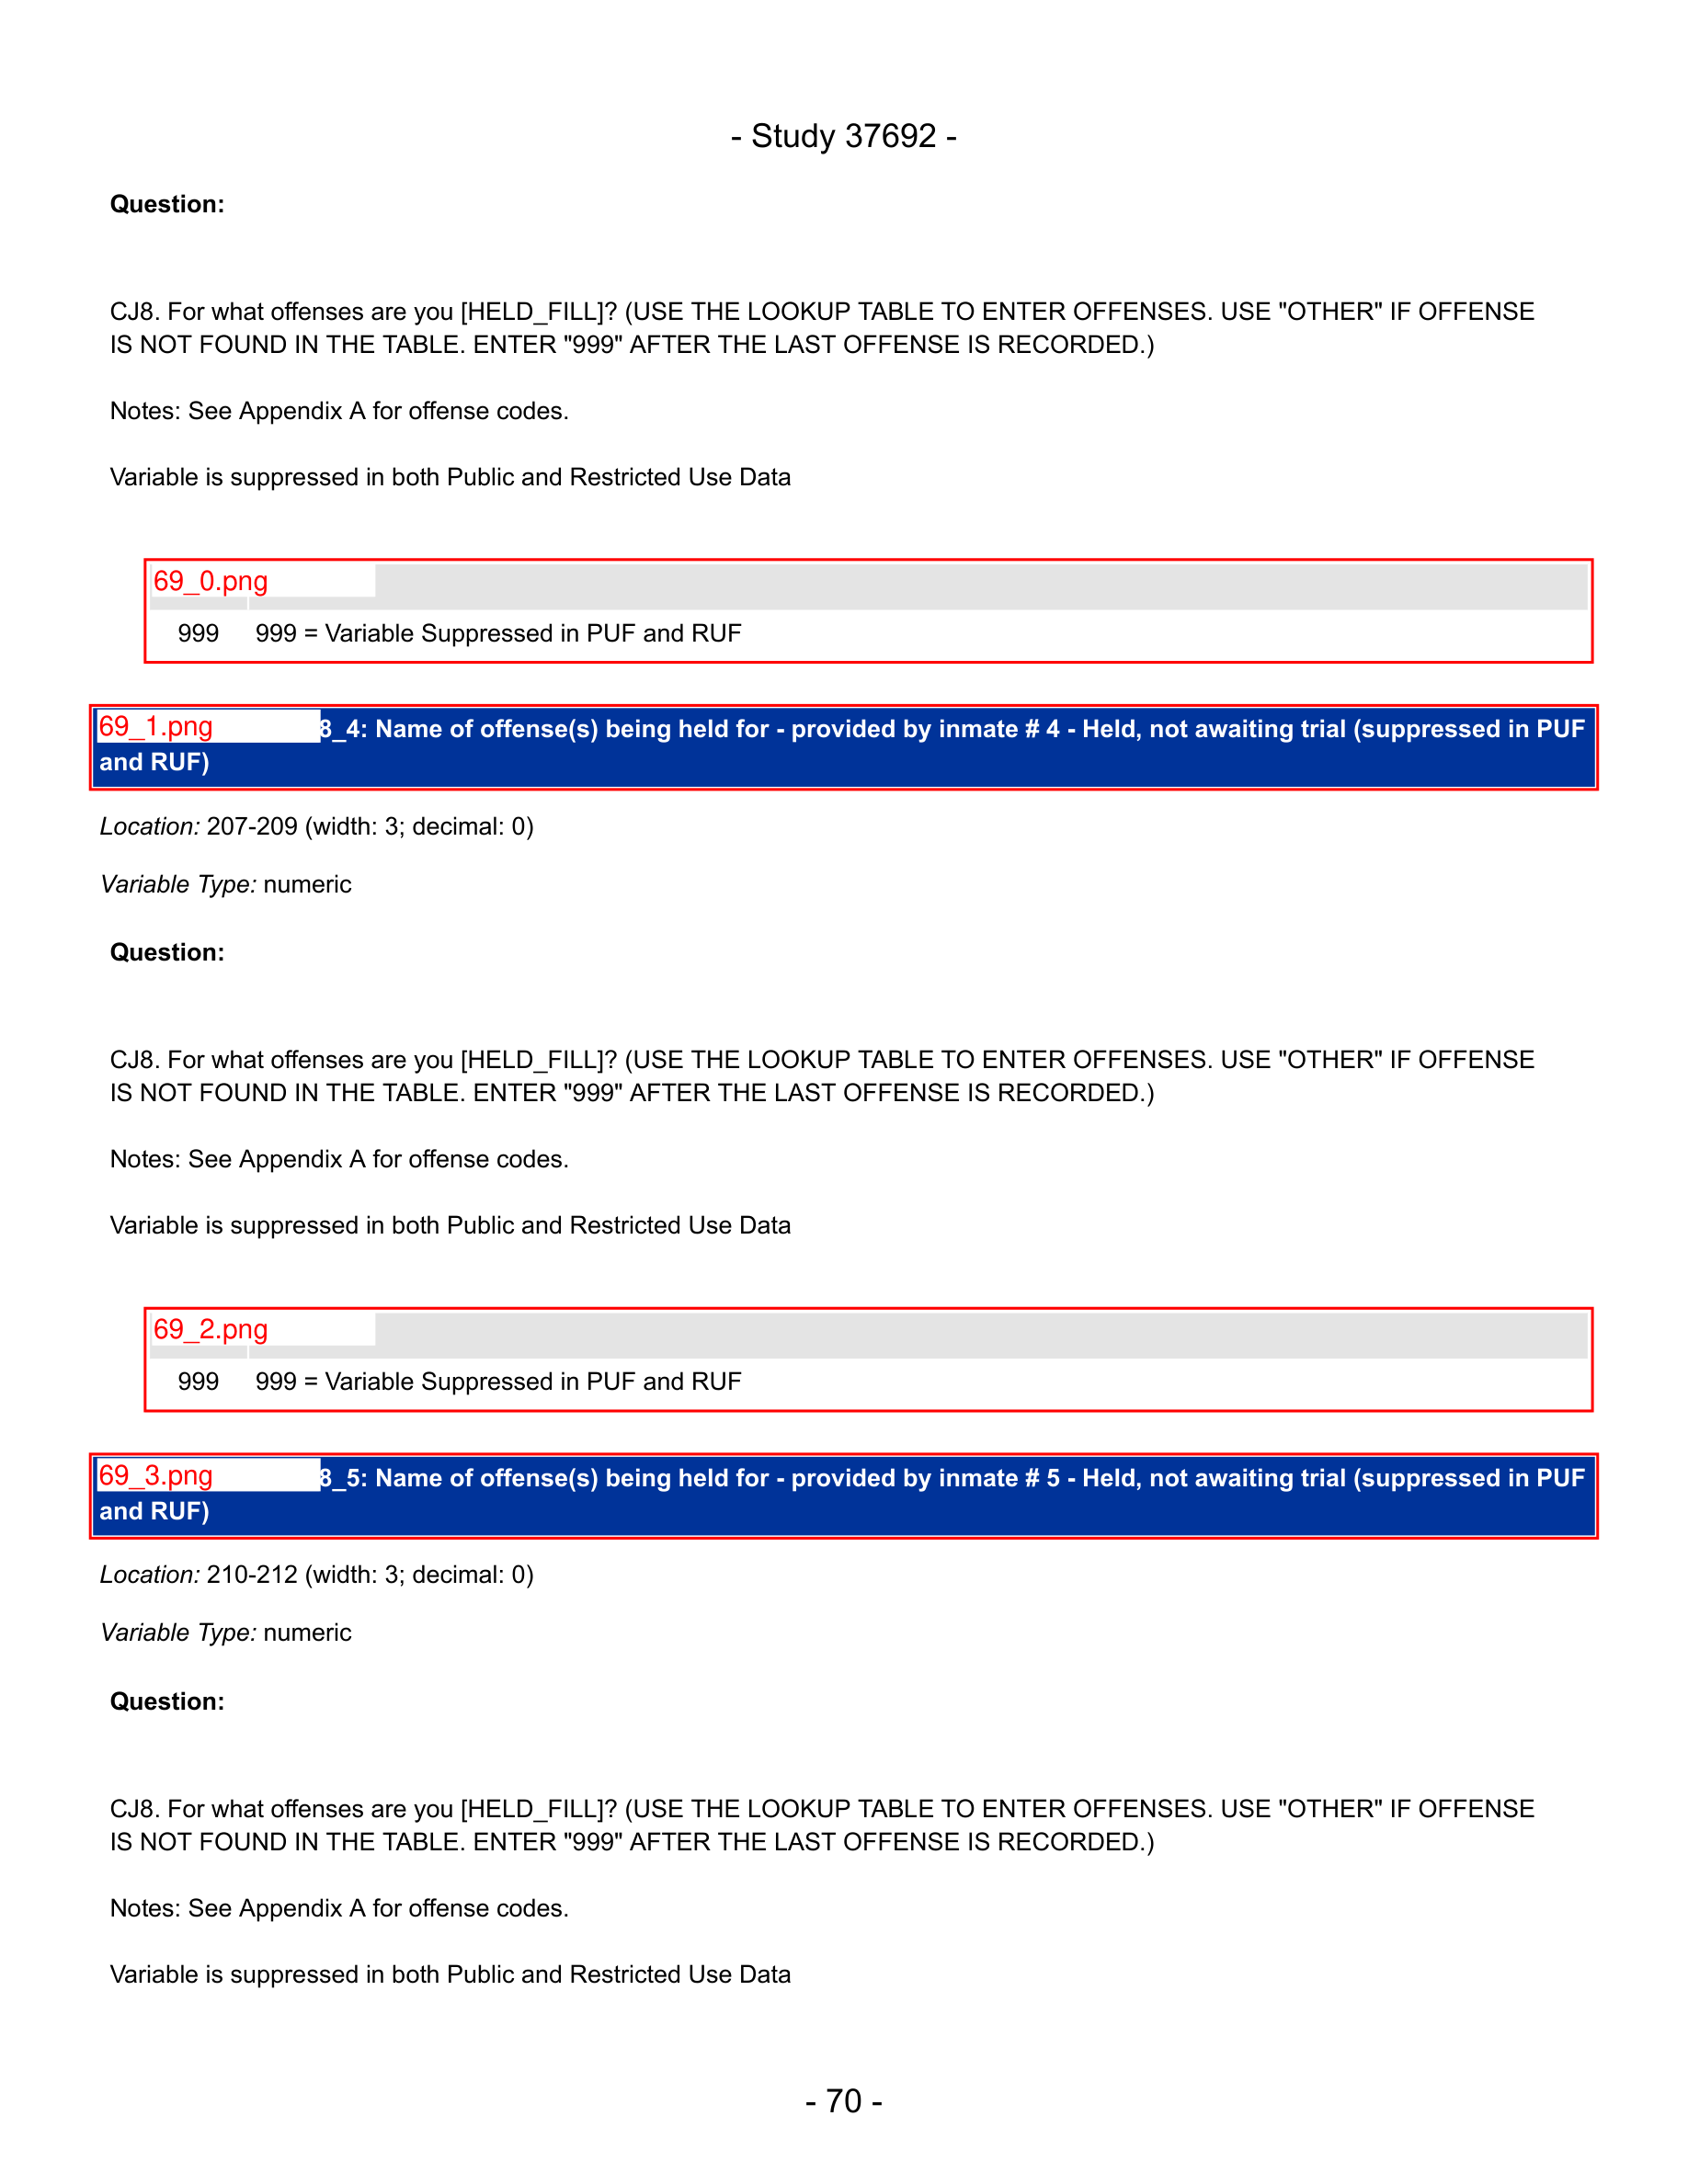 - Study 37692 -
Question:
CJ8. For what offenses are you [HELD_FILL]? (USE THE LOOKUP TABLE TO ENTER OFFENSES. USE "OTHER" IF OFFENSE
IS NOT FOUND IN THE TABLE. ENTER "999" AFTER THE LAST OFFENSE IS RECORDED.)
Notes: See Appendix A for offense codes.
Variable is suppressed in both Public and Restricted Use Data
69_0.png
999 999 = Variable Suppressed in PUF and RUF
69_1.png 8_4: Name of offense(s) being held for - provided by inmate # 4 - Held, not awaiting trial (suppressed in PUF
and RUF)
Location: 207-209 (width: 3; decimal: 0)
Variable Type: numeric
Question:
CJ8. For what offenses are you [HELD_FILL]? (USE THE LOOKUP TABLE TO ENTER OFFENSES. USE "OTHER" IF OFFENSE
IS NOT FOUND IN THE TABLE. ENTER "999" AFTER THE LAST OFFENSE IS RECORDED.)
Notes: See Appendix A for offense codes.
Variable is suppressed in both Public and Restricted Use Data
69_2.png
999 999 = Variable Suppressed in PUF and RUF
69_3.png 8_5: Name of offense(s) being held for - provided by inmate # 5 - Held, not awaiting trial (suppressed in PUF
and RUF)
Location: 210-212 (width: 3; decimal: 0)
Variable Type: numeric
Question:
CJ8. For what offenses are you [HELD_FILL]? (USE THE LOOKUP TABLE TO ENTER OFFENSES. USE "OTHER" IF OFFENSE
IS NOT FOUND IN THE TABLE. ENTER "999" AFTER THE LAST OFFENSE IS RECORDED.)
Notes: See Appendix A for offense codes.
Variable is suppressed in both Public and Restricted Use Data
- 70 -